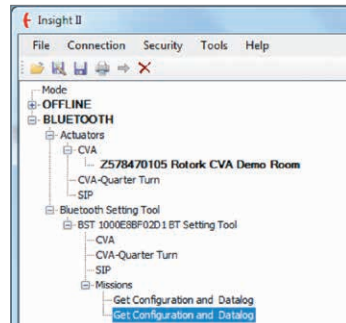 Insight II
File Connection Security Tools Help
Mode
OFFLINE
BLUETOOTH
Actuators
CVA
Z578470105 Rotork CVA Demo Room
CVA-Quarter Turn
SIP
Bluetooth Setting Tool
BST 1000E8BF02D1 BT Setting Tool
CVA
CVA-Quarter Turn
SIP
Missions
Get Configuration and Datalog
Get Configuration and Datalog